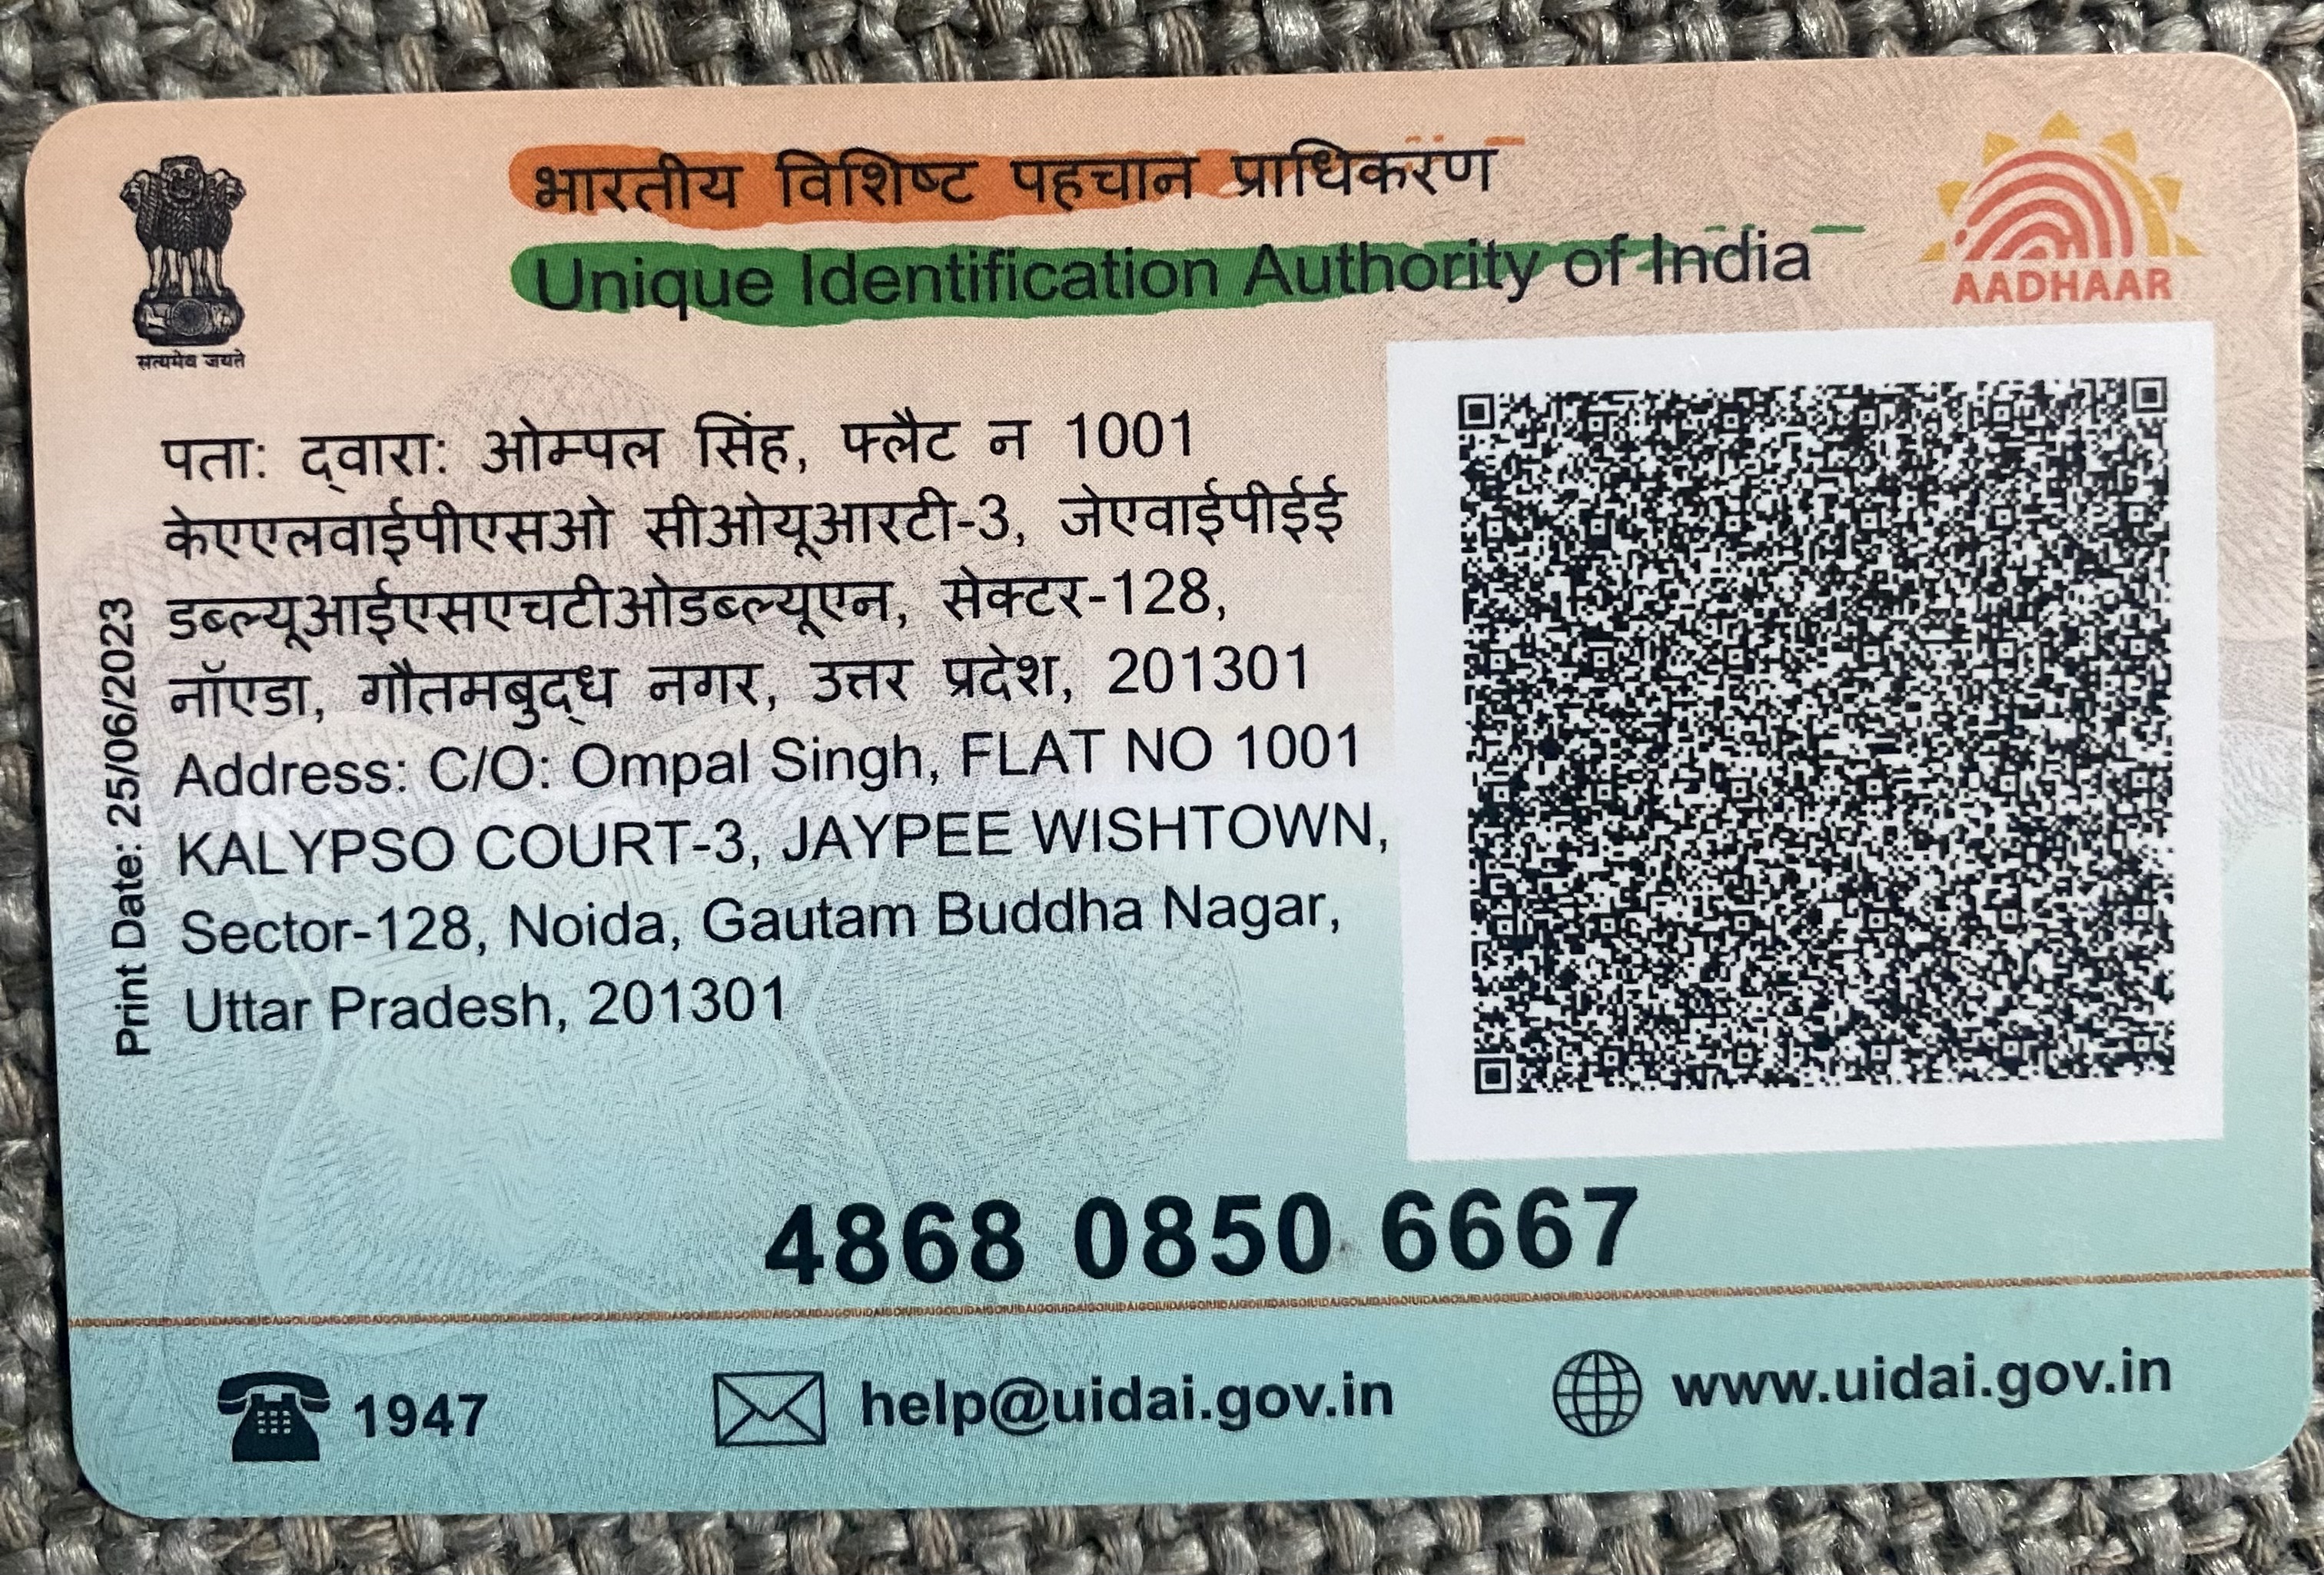 भारतीय विशिष्ट पहचान प्राधिकरण
Unique Identification Authority of India
AADHAAR
सत्यमेव जयते
पता: द्वारा: ओम्पल सिंह, फ्लैट न 1001
केएएलवाईपीएसओ सीओयूआरटी-3, जेएवाईपीईई
डब्ल्यूआईएसएचटीओडब्ल्यूएन, सेक्टर-128,
नॉएडा, गौतमबुद्ध नगर, उत्तर प्रदेश, 201301
Address: C/O: Ompal Singh, FLAT NO 1001
KALYPSO COURT-3, JAYPEE WISHTOWN,
Sector-128, Noida, Gautam Buddha Nagar,
Uttar Pradesh, 201301
Print Date: 25/06/2023
4868 0850 6667
1947
help@uidai.gov.in
www.uidai.gov.in